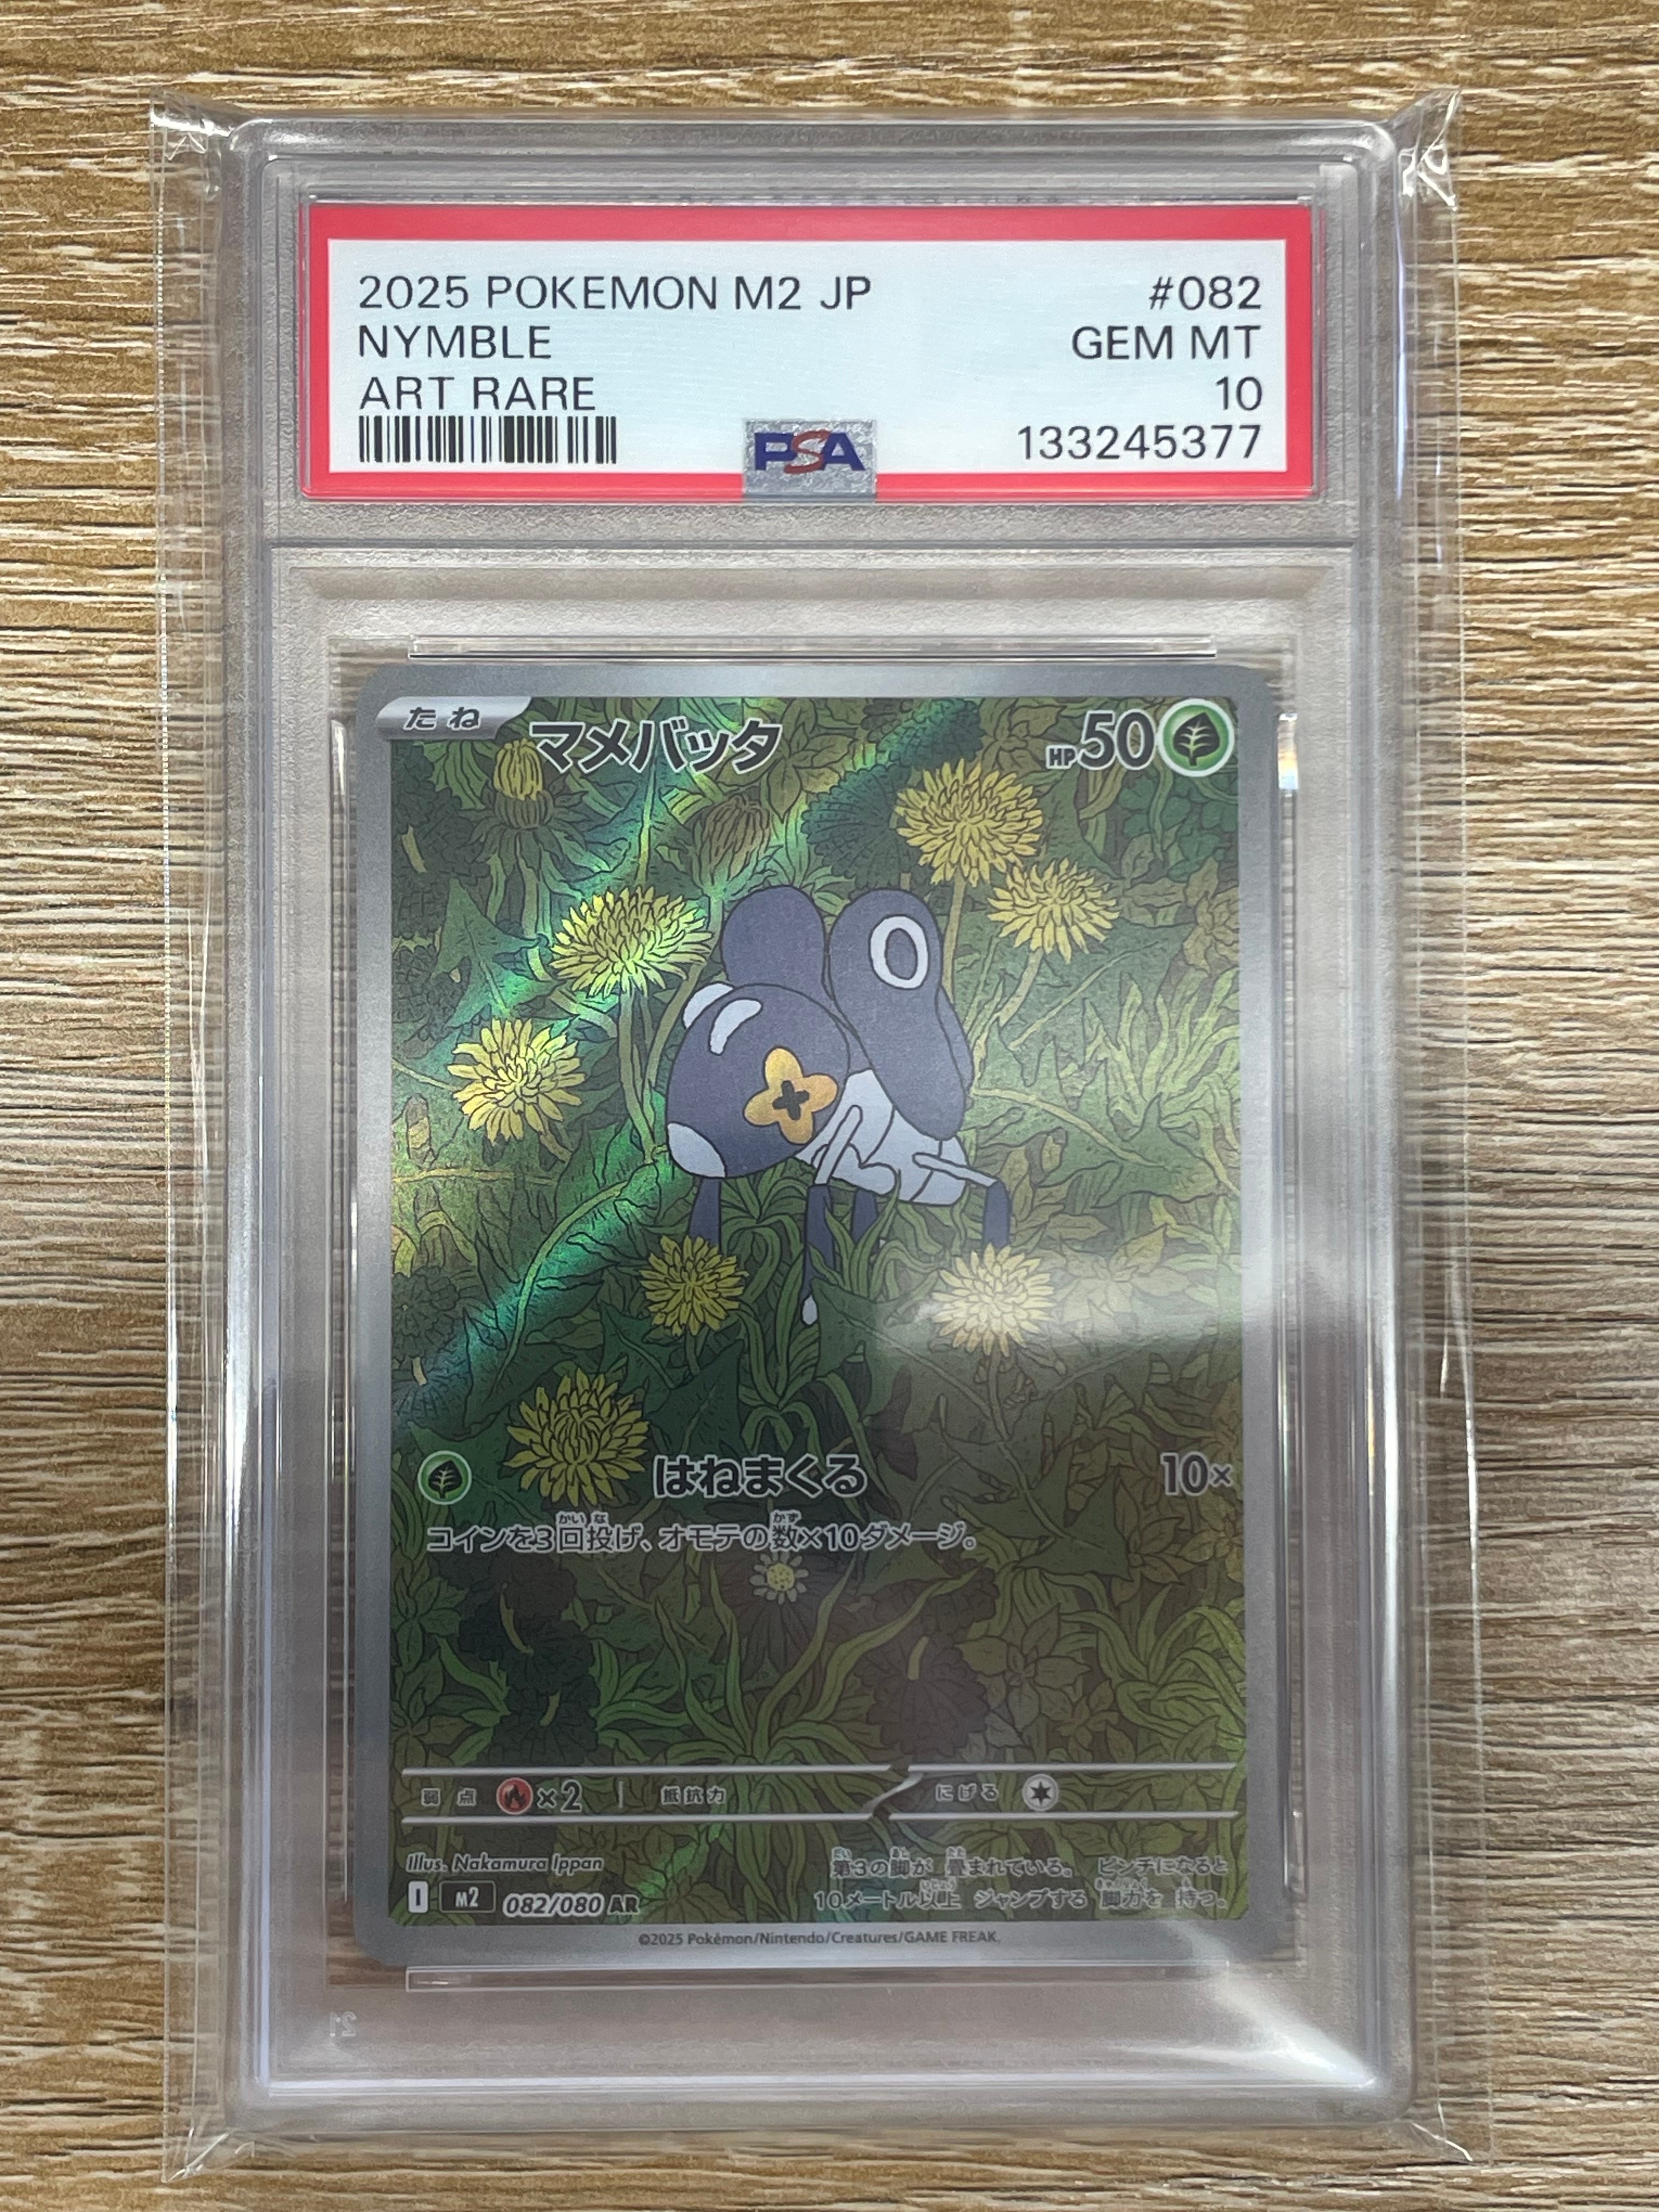 2025 POKEMON M2 JP #082
NYMBLE GEM MT
ART RARE 10
PSA 133245377
たね マメバッタ HP50
はねまくる 10×
コインを3回投げ、オモテの数×10ダメージ。
弱点 ×2 抵抗力 にげる
Illus. Nakamura Ippan
第3の脚が 畳まれている。 ピンチになると
10メートル以上 ジャンプする 脚力を 持つ。
I M2 082/080 AR
©2025 Pokémon/Nintendo/Creatures/GAME FREAK.
21